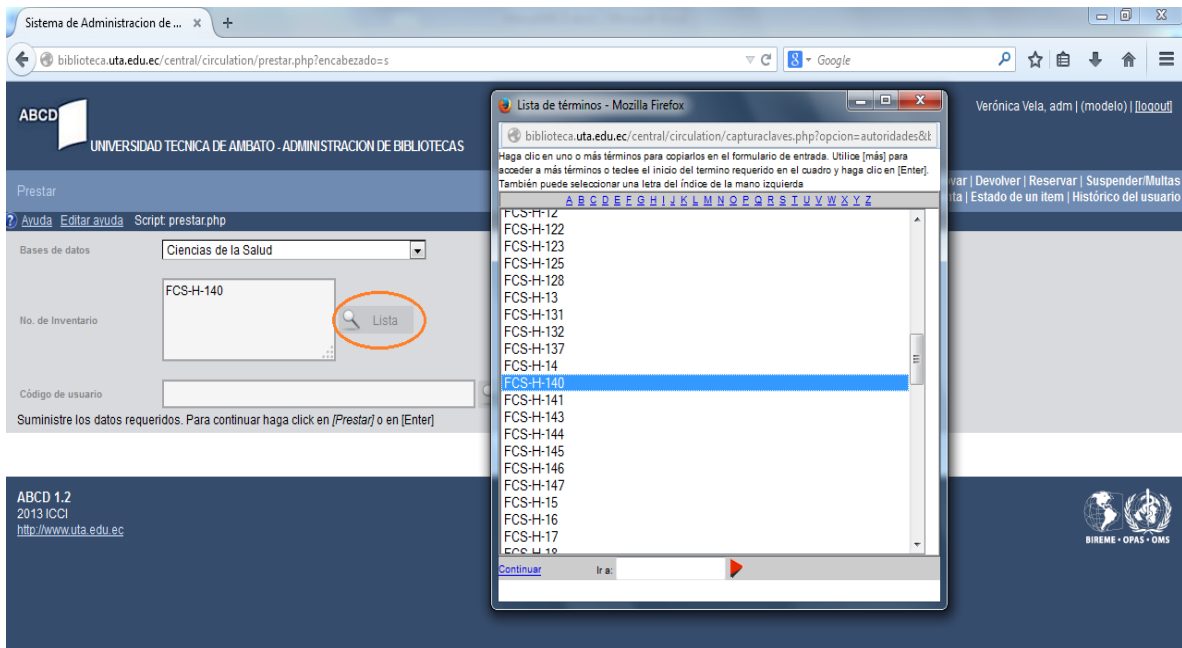 Sistema de Administracion de ... × +
biblioteca.uta.edu.ec/central/circulation/prestar.php?encabezado=s
8 Google
ABCD
UNIVERSIDAD TECNICA DE AMBATO - ADMINISTRACION DE BIBLIOTECAS
Verónica Vela, adm | (modelo) | [logout]
Prestar
var | Devolver | Reservar | Suspender/Multas
nta | Estado de un item | Histórico del usuario
Ayuda Editar ayuda Script: prestar.php
Bases de datos
Ciencias de la Salud
No. de Inventario
FCS-H-140
Lista
Código de usuario
Suministre los datos requeridos. Para continuar haga click en [Prestar] o en [Enter]
ABCD 1.2
2013 ICCI
http://www.uta.edu.ec
BIREME • OPAS • OMS
Lista de términos - Mozilla Firefox
biblioteca.uta.edu.ec/central/circulation/capturaclaves.php?opcion=autoridades&t
Haga clic en uno o más términos para copiarlos en el formulario de entrada. Utilice [más] para
acceder a más términos o teclee el inicio del termino requerido en el cuadro y haga clic en [Enter].
También puede seleccionar una letra del índice de la mano izquierda
A B C D E F G H I J K L M N O P Q R S T U V W X Y Z
FCS-H-12
FCS-H-122
FCS-H-123
FCS-H-125
FCS-H-128
FCS-H-13
FCS-H-131
FCS-H-132
FCS-H-137
FCS-H-14
FCS-H-140
FCS-H-141
FCS-H-143
FCS-H-144
FCS-H-145
FCS-H-146
FCS-H-147
FCS-H-15
FCS-H-16
FCS-H-17
FCS-H-18
Continuar Ir a: